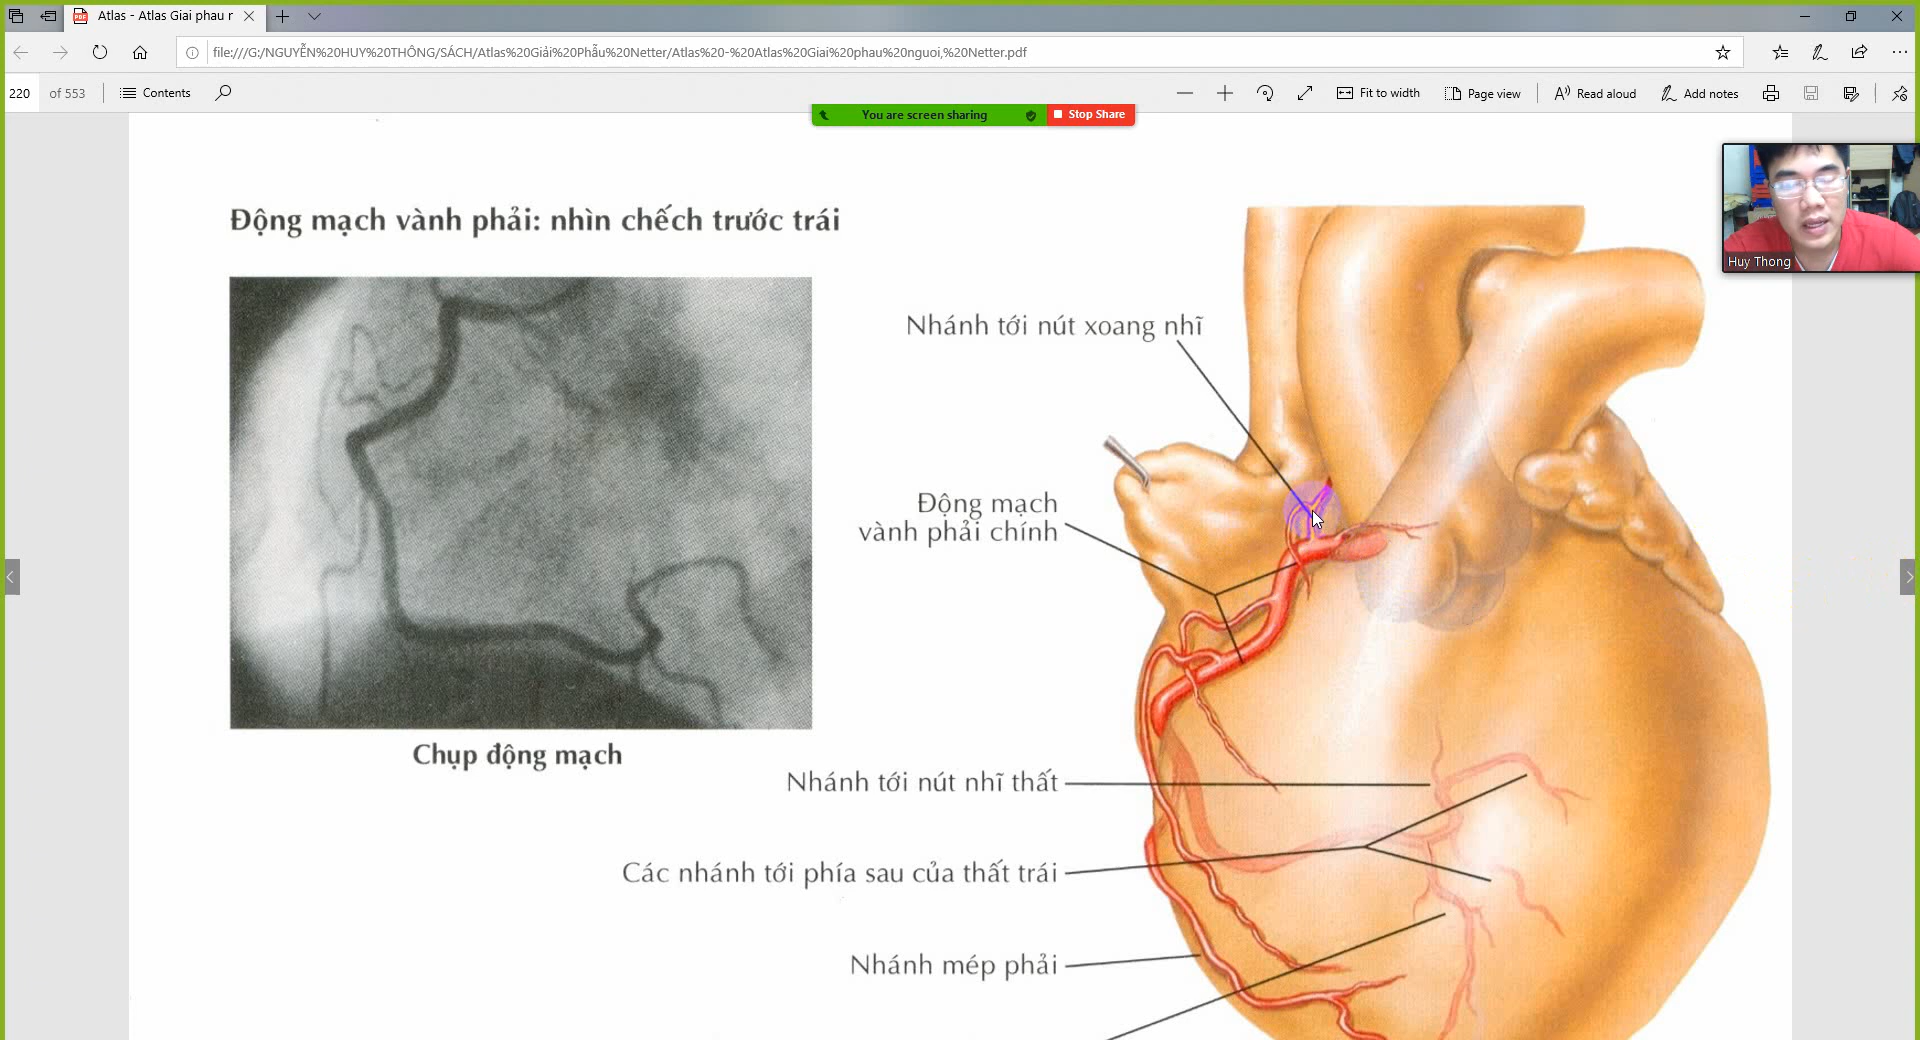 Atlas - Atlas Giai phau r
file:///G:/NGUYỄN%20HUY%20THÔNG/SÁCH/Atlas%20Giải%20Phẫu%20Netter/Atlas%20-%20Atlas%20Giai%20phau%20nguoi,%20Netter.pdf
220 of 553 Contents Fit to width Page view Read aloud Add notes
You are screen sharing Stop Share
Huy Thong
Động mạch vành phải: nhìn chếch trước trái
Nhánh tới nút xoang nhĩ
Động mạch
vành phải chính
Chụp động mạch
Nhánh tới nút nhĩ thất
Các nhánh tới phía sau của thất trái
Nhánh mép phải